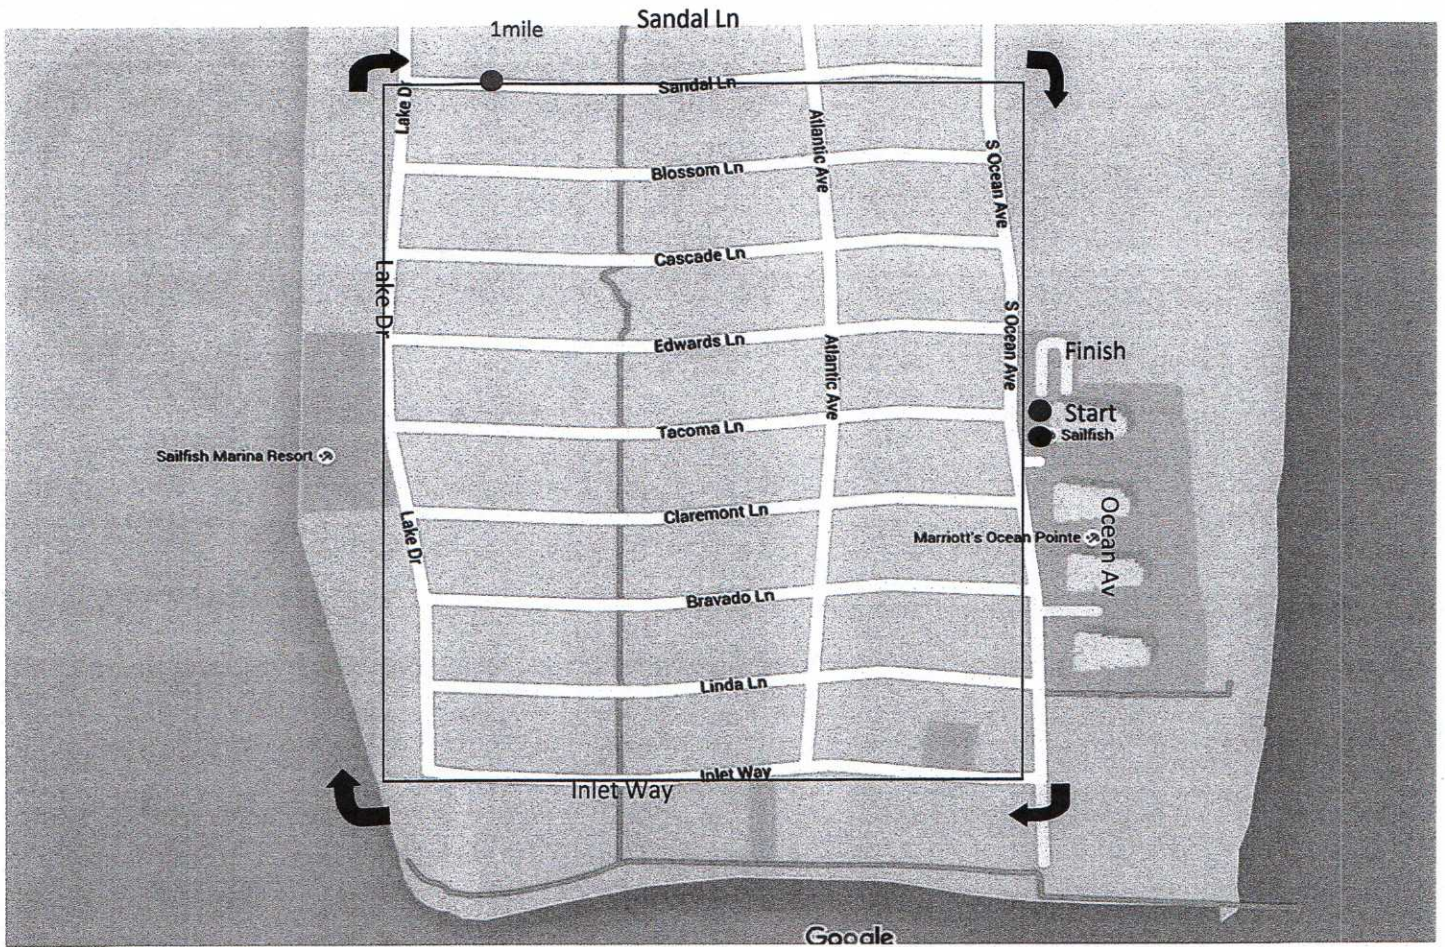 Sandal Ln
1mile
Sandal Ln
Lake Dr
Atlantic Ave
S Ocean Ave
Blossom Ln
Cascade Ln
Lake Dr
S Ocean Ave
Edwards Ln
Atlantic Ave
Finish
Start
Sailfish
Tacoma Ln
Sailfish Marina Resort
Claremont Ln
Lake Dr
Marriott's Ocean Pointe
Ocean Av
Bravado Ln
Linda Ln
Inlet Way
Inlet Way
Google